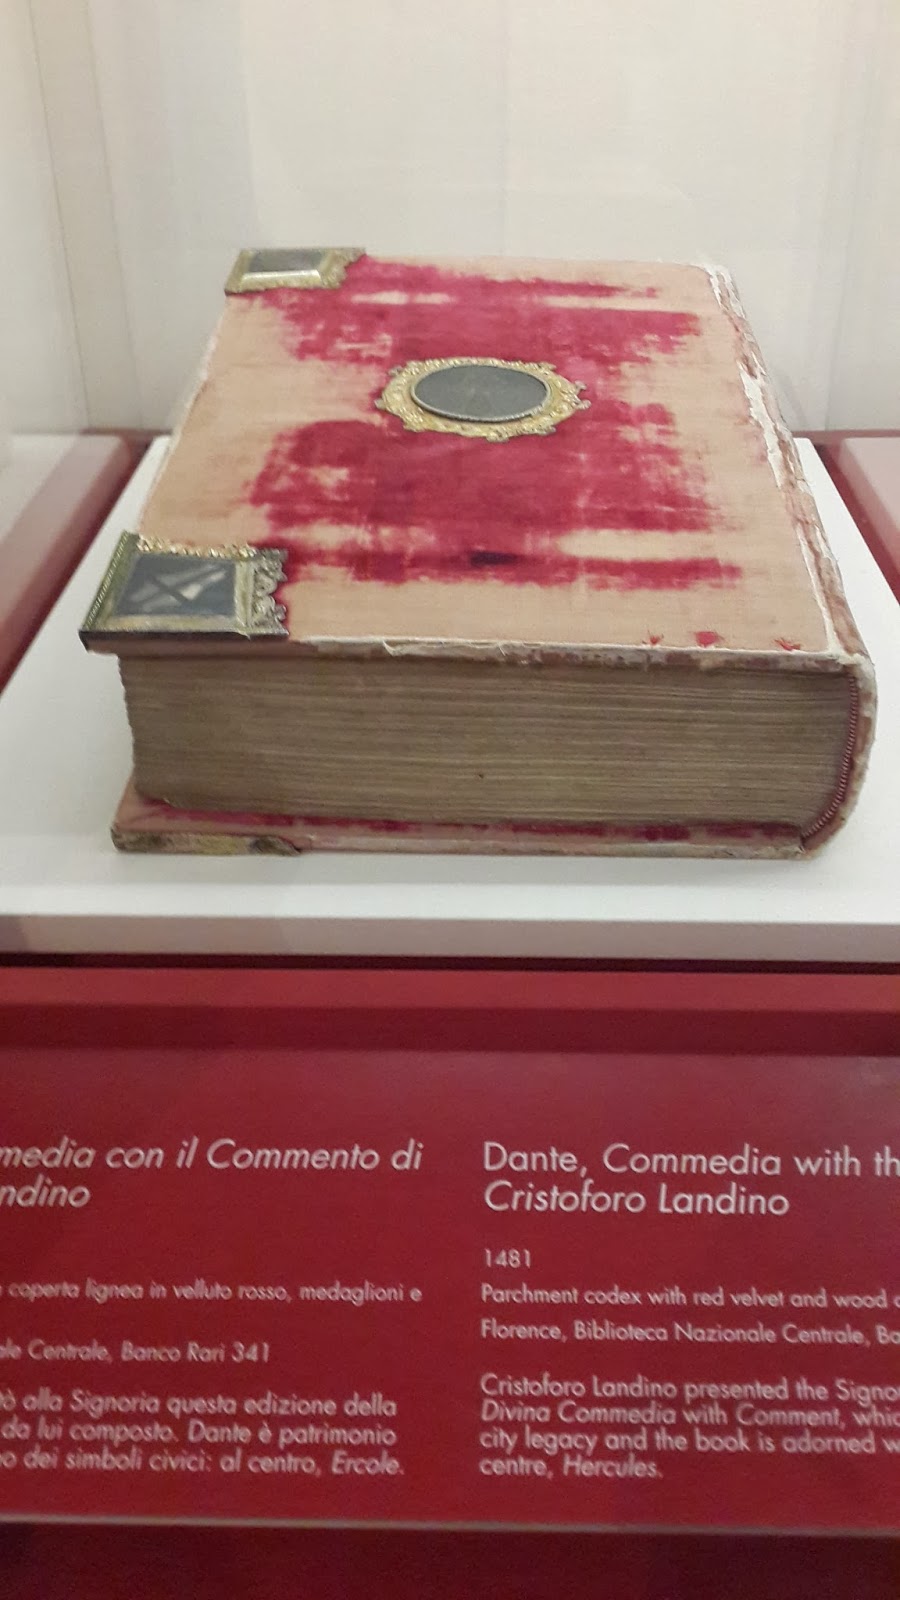 media con il Commento di
ndino
coperta lignea in velluto rosso, medaglioni e
le Centrale, Banco Rari 341
tò alla Signoria questa edizione della
da lui composto. Dante è patrimonio
no dei simboli civici: al centro, Ercole.
Dante, Commedia with th
Cristoforo Landino
1481
Parchment codex with red velvet and wood
Florence, Biblioteca Nazionale Centrale, Ba
Cristoforo Landino presented the Signo
Divina Commedia with Comment, whic
city legacy and the book is adorned w
centre, Hercules.